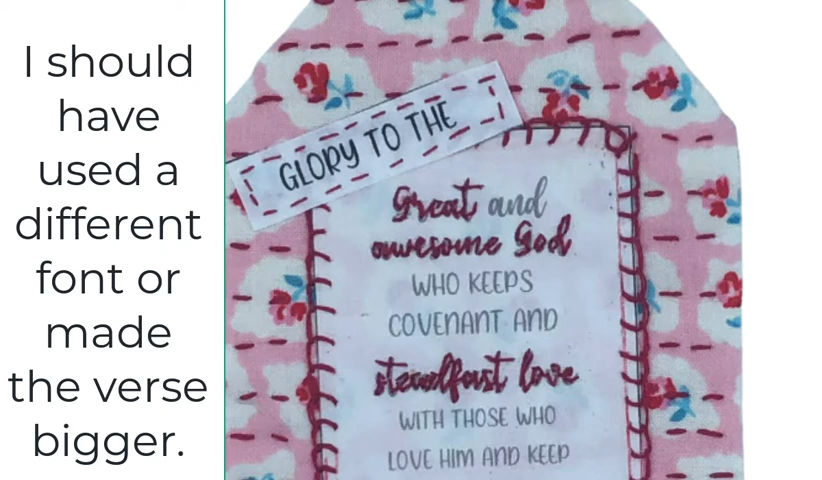 I should
have
used a
different
font or
made
the verse
bigger.
GLORY TO THE
Great and
awesome God
WHO KEEPS
COVENANT AND
steadfast love
WITH THOSE WHO
LOVE HIM AND KEEP